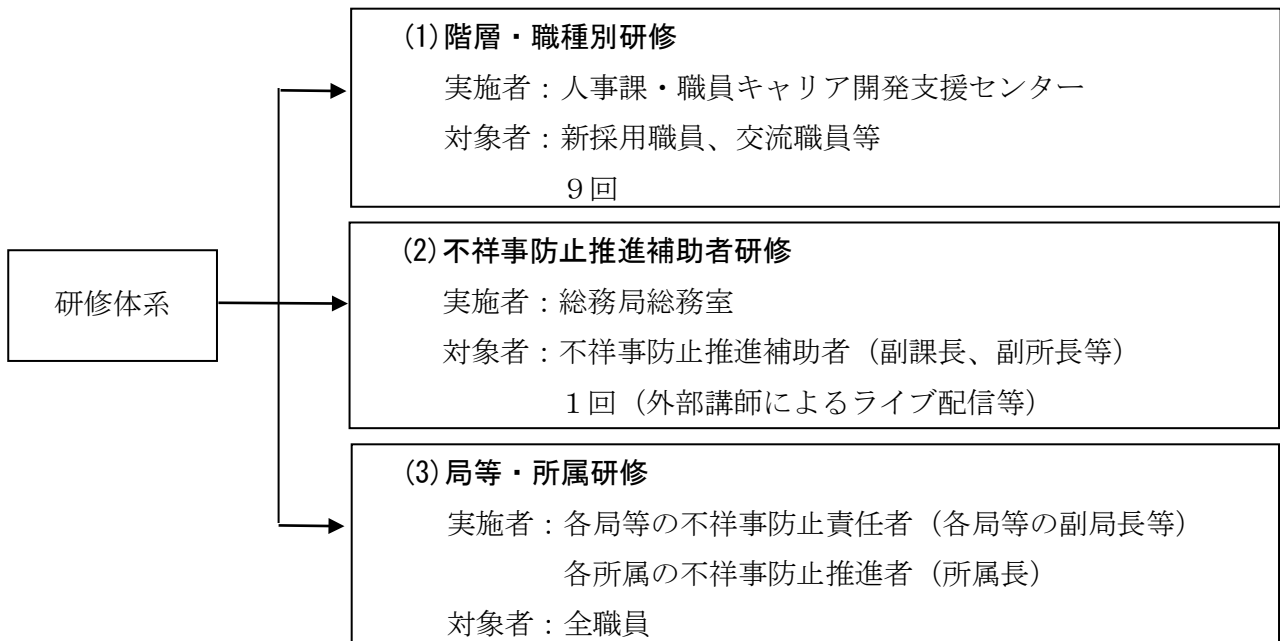 研修体系
(1)階層・職種別研修
実施者：人事課・職員キャリア開発支援センター
対象者：新採用職員、交流職員等
９回
(2)不祥事防止推進補助者研修
実施者：総務局総務室
対象者：不祥事防止推進補助者（副課長、副所長等）
１回（外部講師によるライブ配信等）
(3)局等・所属研修
実施者：各局等の不祥事防止責任者（各局等の副局長等）
各所属の不祥事防止推進者（所属長）
対象者：全職員